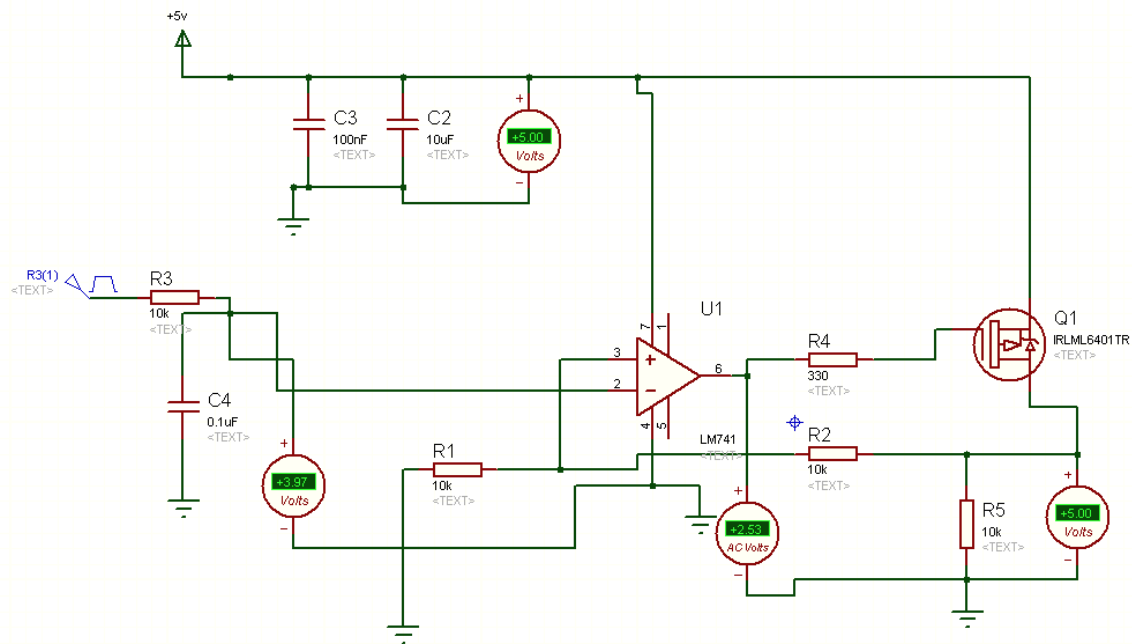 +5v
C3
100nF
<TEXT>
C2
10uF
<TEXT>
+
+5.00
Volts
-
R3(1)
<TEXT>
R3
10k
<TEXT>
C4
0.1uF
<TEXT>
+
+3.97
Volts
-
R1
10k
<TEXT>
U1
7
1
3
+
2
-
6
4
5
LM741
<TEXT>
R4
330
<TEXT>
R2
10k
<TEXT>
+
+2.53
AC Volts
-
Q1
IRLML6401TR
<TEXT>
R5
10k
<TEXT>
+
+5.00
Volts
-